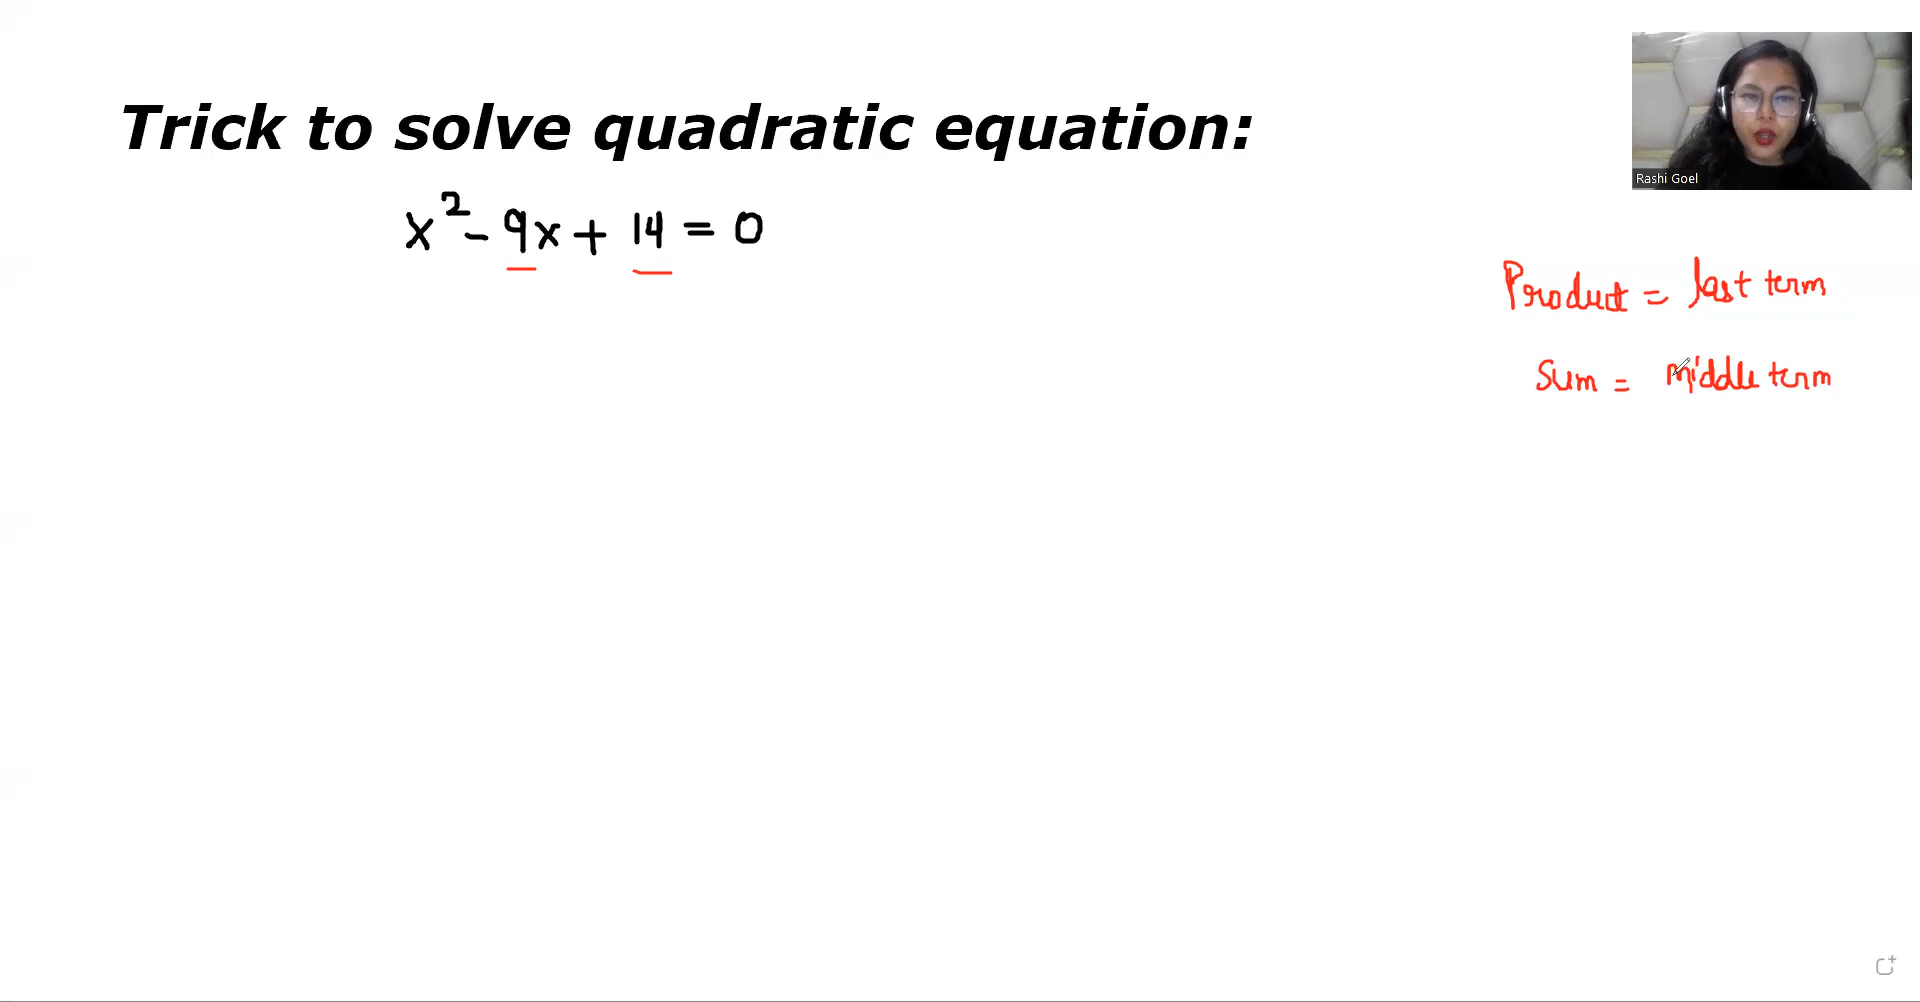 Trick to solve quadratic equation:
Rashi Goel
x² - 9x + 14 = 0
Product = last term
Sum = middle term